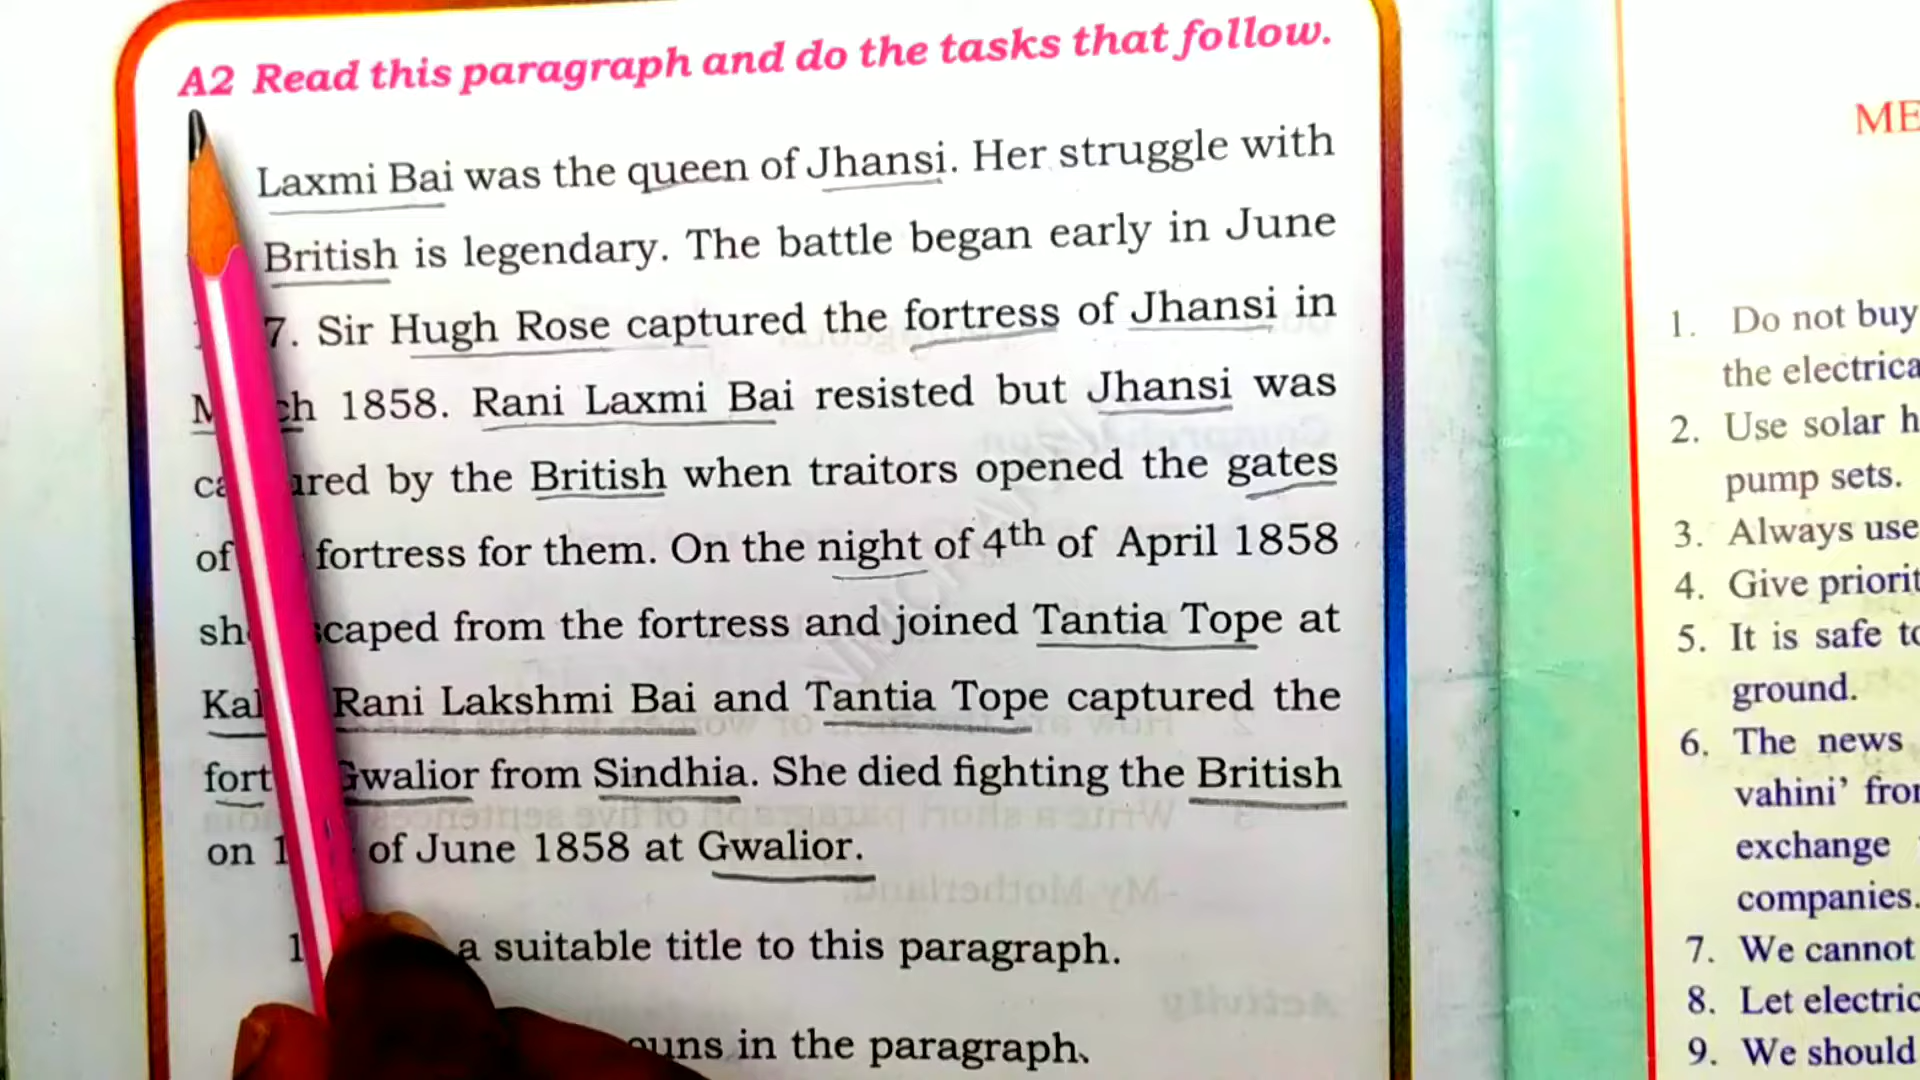 A2 Read this paragraph and do the tasks that follow.
Laxmi Bai was the queen of Jhansi. Her struggle with
British is legendary. The battle began early in June
7. Sir Hugh Rose captured the fortress of Jhansi in
1858. Rani Laxmi Bai resisted but Jhansi was
by the British when traitors opened the gates
of fortress for them. On the night of 4th of April 1858
from the fortress and joined Tantia Tope at
Rani Lakshmi Bai and Tantia Tope captured the
fort Gwalior from Sindhia. She died fighting the British
on of June 1858 at Gwalior.
a suitable title to this paragraph.
in the paragraph.
ME
1. Do not buy
the electrica
2. Use solar h
pump sets.
3. Always use
4. Give priorit
5. It is safe to
ground.
6. The news
vahini' from
exchange
companies.
7. We cannot
8. Let electric
9. We should